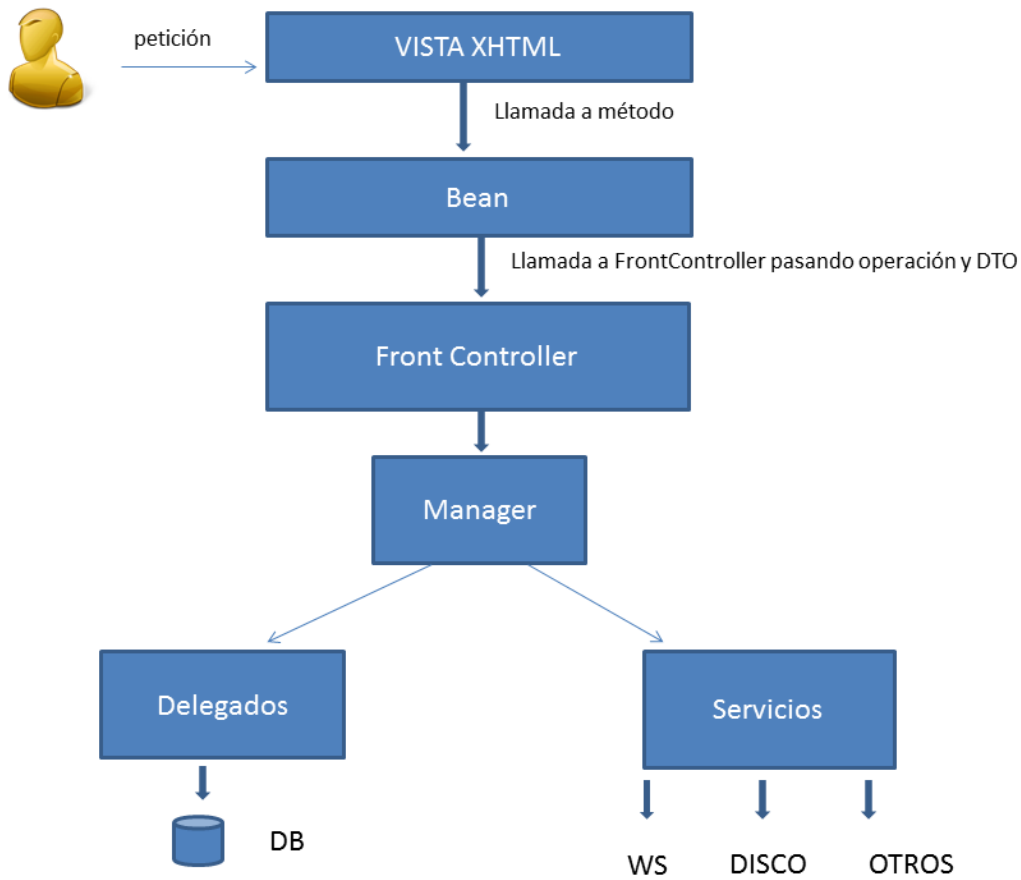 petición
VISTA XHTML
Llamada a método
Bean
Llamada a FrontController pasando operación y DTO
Front Controller
Manager
Delegados
Servicios
DB
WS
DISCO
OTROS